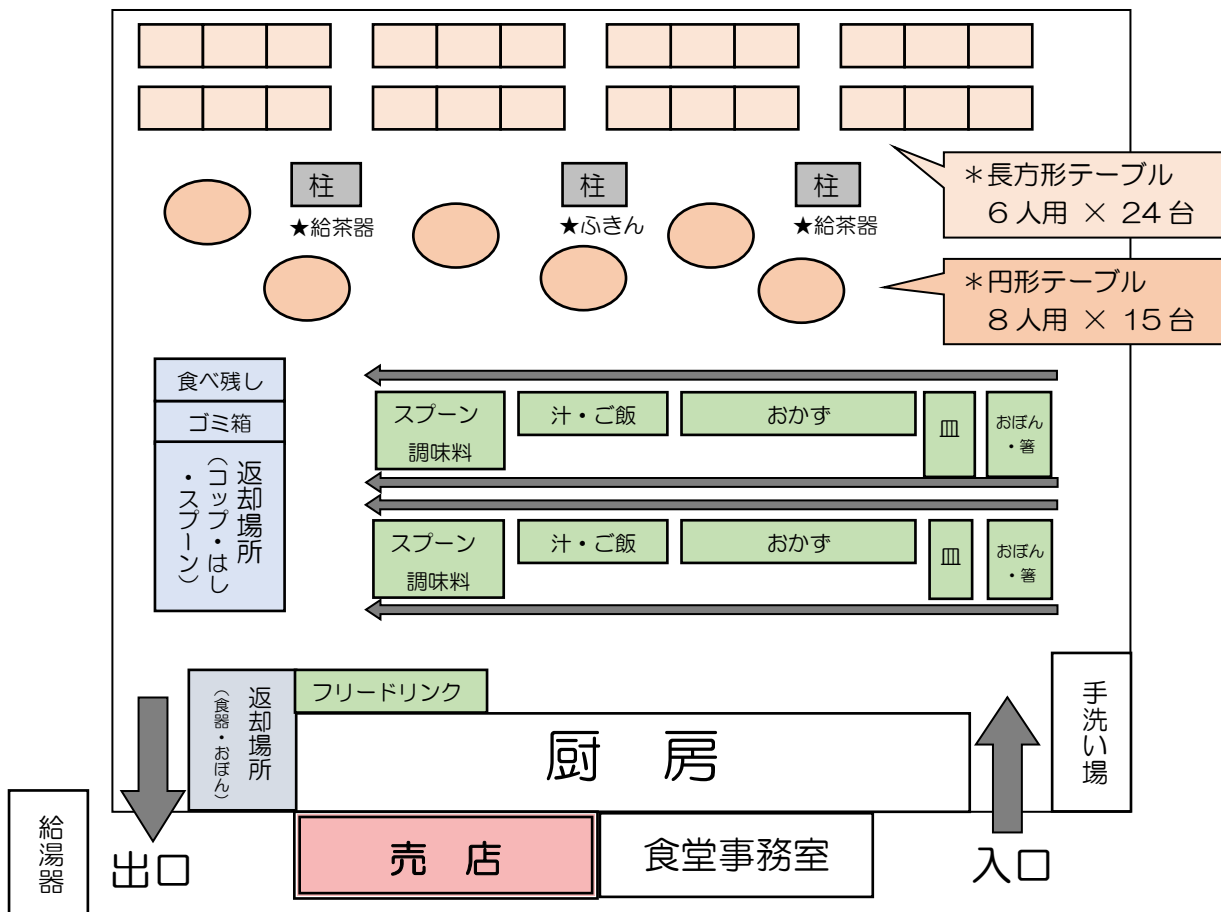 柱
柱
柱
★給茶器
★ふきん
★給茶器
＊長方形テーブル
６人用 × 24台
＊円形テーブル
８人用 × 15台
食べ残し
ゴミ箱
返却場所
（コップ・はし
・スプーン）
スプーン
調味料
汁・ご飯
おかず
皿
おぼん
・箸
スプーン
調味料
汁・ご飯
おかず
皿
おぼん
・箸
返却場所
（食器・おぼん）
フリードリンク
厨　房
手洗い場
給湯器
出口
売　店
食堂事務室
入口